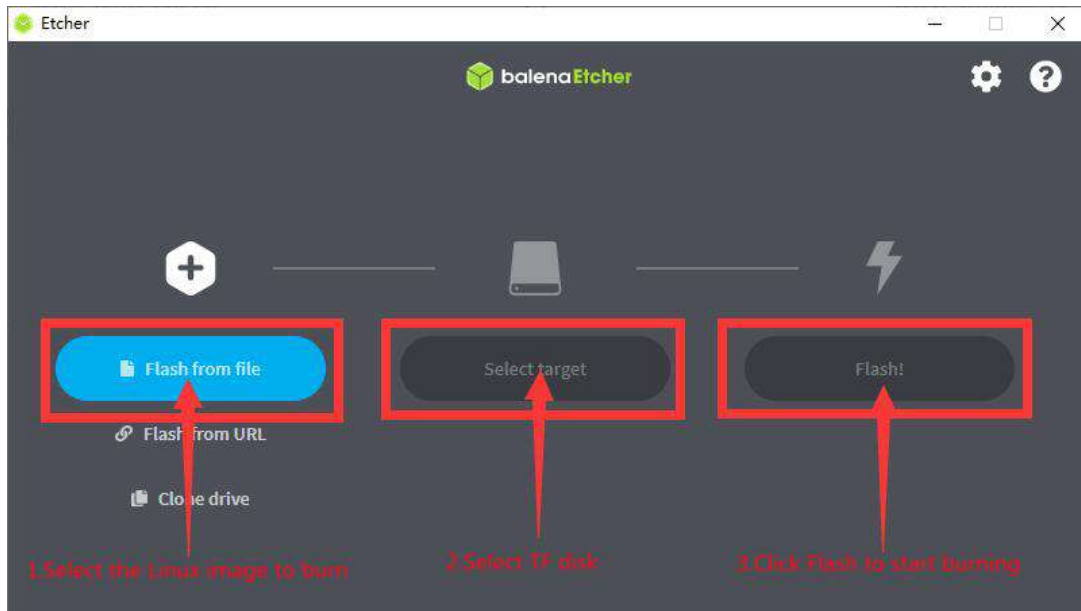 Etcher
balenaEtcher
Flash from file
Select target
Flash!
Flash from URL
Clone drive
1.Select the Linux image to burn
2.Select TF disk
3.Click Flash to start burning